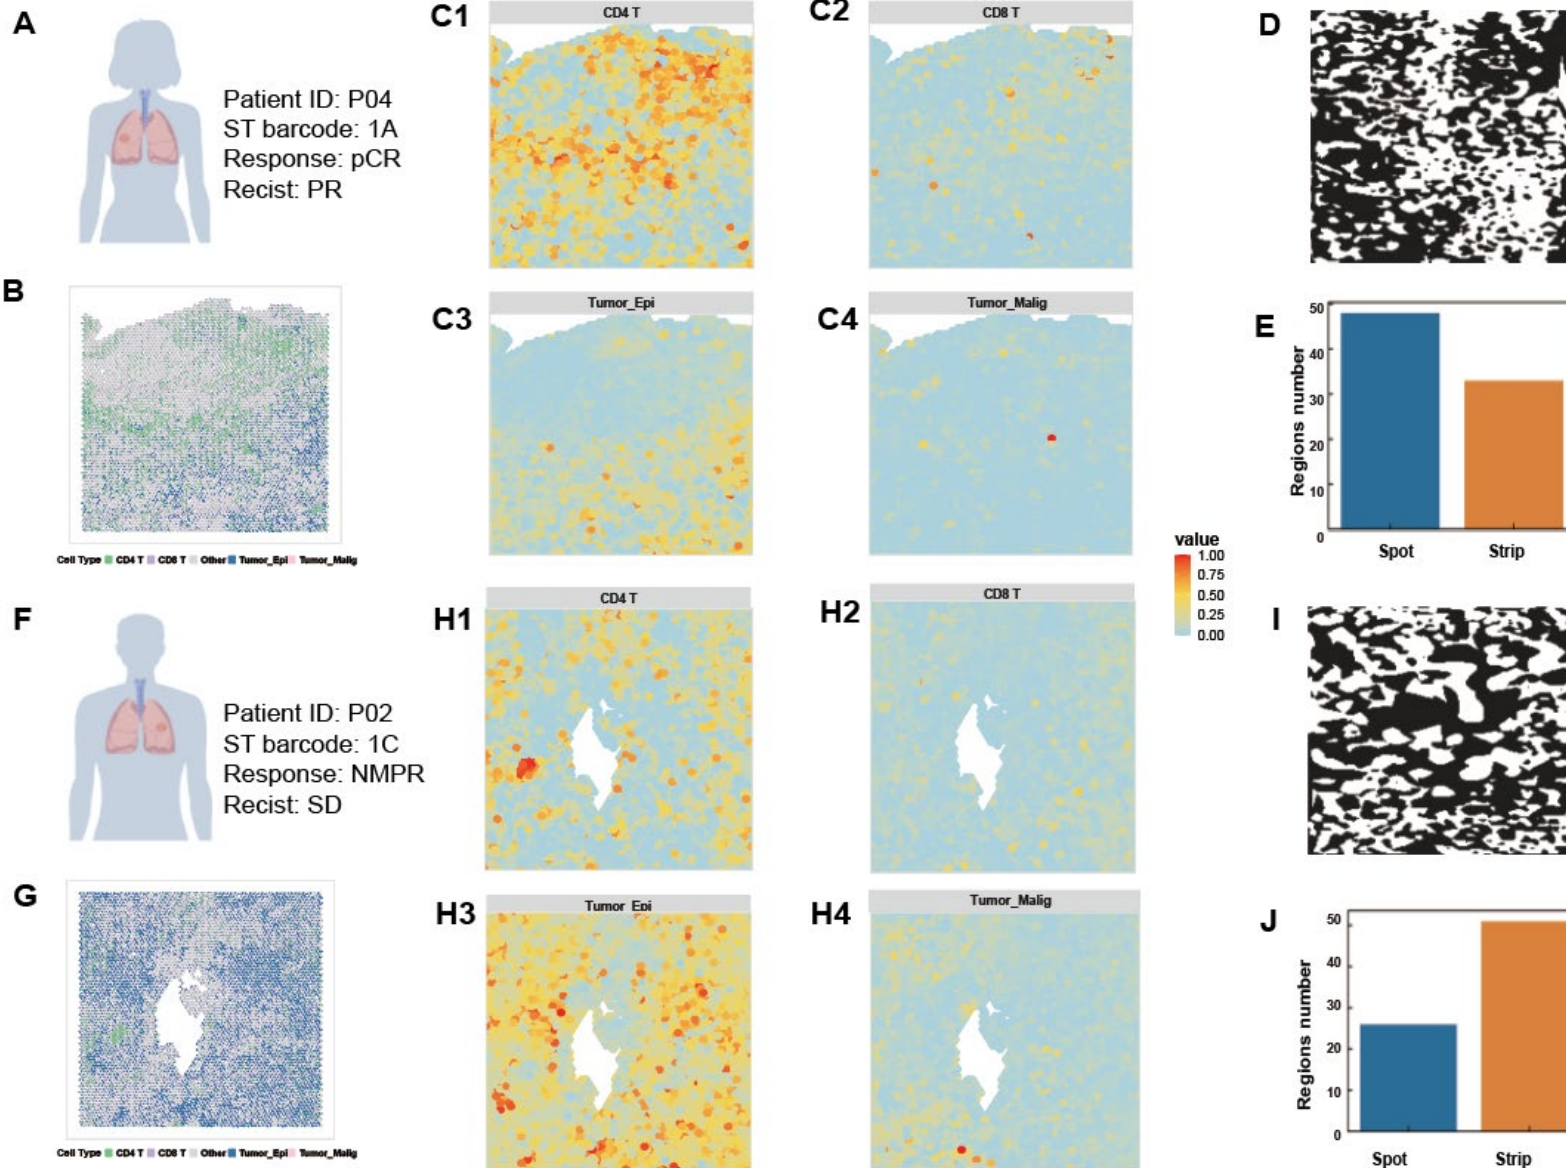 A
Patient ID: P04
ST barcode: 1A
Response: pCR
Recist: PR
B
Cell Type CD4 T CD8 T Other Tumor_Epi Tumor_Malig
C1
CD4 T
C2
CD8 T
C3
Tumor_Epi
C4
Tumor_Malig
value
1.00
0.75
0.50
0.25
0.00
D
E
Regions number
50
40
30
20
10
0
Spot Strip
F
Patient ID: P02
ST barcode: 1C
Response: NMPR
Recist: SD
G
Cell Type CD4 T CD8 T Other Tumor_Epi Tumor_Malig
H1
CD4 T
H2
CD8 T
H3
Tumor_Epi
H4
Tumor_Malig
I
J
Regions number
50
40
30
20
10
0
Spot Strip